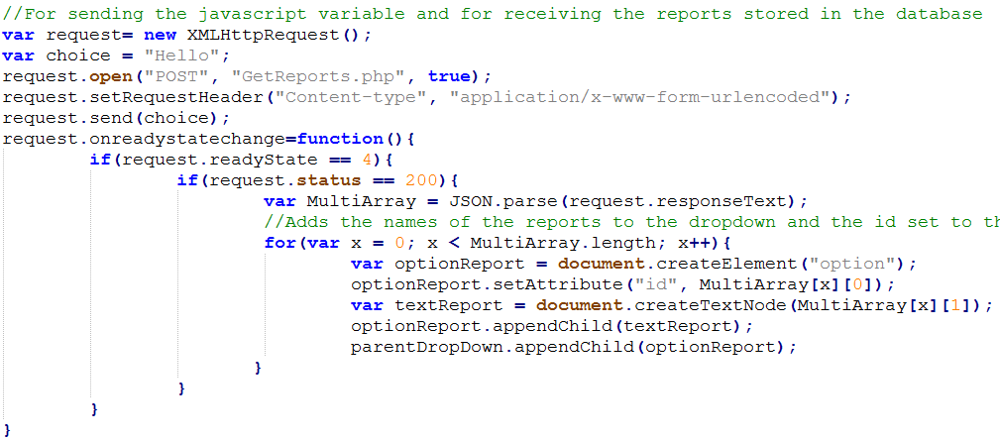 //For sending the javascript variable and for receiving the reports stored in the database
var request= new XMLHttpRequest();
var choice = "Hello";
request.open("POST", "GetReports.php", true);
request.setRequestHeader("Content-type", "application/x-www-form-urlencoded");
request.send(choice);
request.onreadystatechange=function(){
if(request.readyState == 4){
if(request.status == 200){
var MultiArray = JSON.parse(request.responseText);
//Adds the names of the reports to the dropdown and the id set to
for(var x = 0; x < MultiArray.length; x++){
var optionReport = document.createElement("option");
optionReport.setAttribute("id", MultiArray[x][0]);
var textReport = document.createTextNode(MultiArray[x][1]);
optionReport.appendChild(textReport);
parentDropDown.appendChild(optionReport);
}
}
}
}